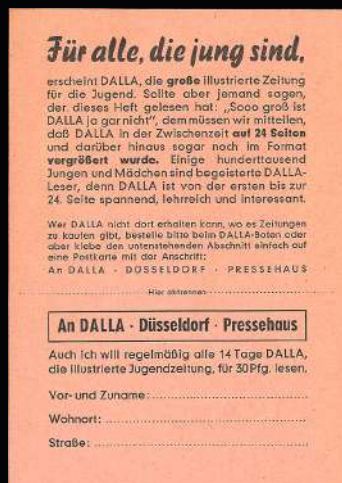 Für alle, die jung sind,
erscheint DALLA, die große illustrierte Zeitung
für die Jugend. Sollte aber jemand sagen,
der dieses Heft gelesen hat: „Sooo groß ist
DALLA ja gar nicht“, dem müssen wir mitteilen,
daß DALLA in der Zwischenzeit auf 24 Seiten
und darüber hinaus sogar noch im Format
vergrößert wurde. Einige hunderttausend
Jungen und Mädchen sind begeisterte DALLA-
Leser, denn DALLA ist von der ersten bis zur
24. Seite spannend, lehrreich und interessant.
Wer DALLA nicht dort erhalten kann, wo es Zeitungen
zu kaufen gibt, bestelle bitte beim DALLA-Boten oder
aber klebe den untenstehenden Abschnitt einfach auf
eine Postkarte mit der Anschrift:
An DALLA · DÜSSELDORF · PRESSEHAUS
Hier abtrennen
An DALLA · Düsseldorf · Pressehaus
Auch ich will regelmäßig alle 14 Tage DALLA,
die illustrierte Jugendzeitung, für 30 Pfg. lesen.
Vor- und Zuname:
Wohnort:
Straße: